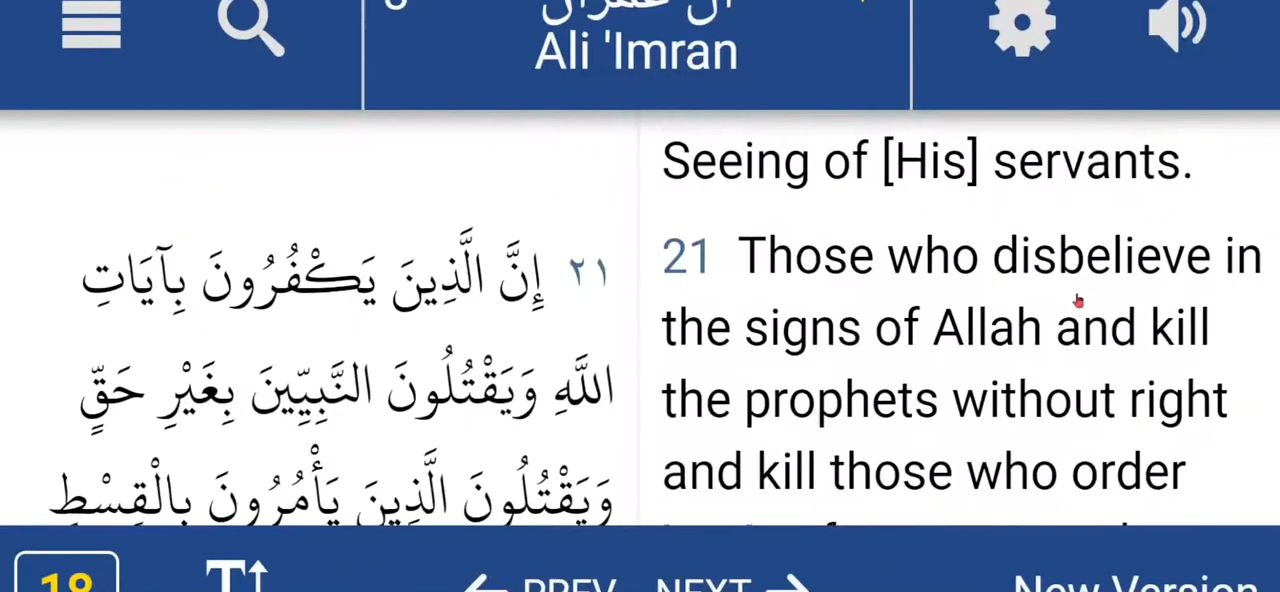 Ali 'Imran
Seeing of [His] servants.
٢١ إِنَّ الَّذِينَ يَكْفُرُونَ بِآيَاتِ
اللَّهِ وَيَقْتُلُونَ النَّبِيِّينَ بِغَيْرِ حَقٍّ
وَيَقْتُلُونَ الَّذِينَ يَأْمُرُونَ بِالْقِسْطِ
21 Those who disbelieve in
the signs of Allah and kill
the prophets without right
and kill those who order
18
T
PREV NEXT
New Version